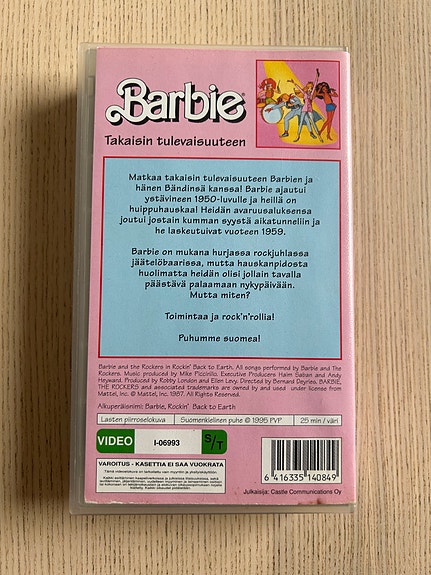 Barbie
Takaisin tulevaisuuteen
Matkaa takaisin tulevaisuuteen Barbien ja
hänen Bändinsä kanssa! Barbie ajautui
ystävineen 1950-luvulle ja heillä on
huippuhauskaa! Heidän avaruusaluksensa
joutui jostain kumman syystä aikatunneliin ja
he laskeutuivat vuoteen 1959.
Barbie on mukana hurjassa rockjuhlassa
jäätelöbaarissa, mutta hauskanpidosta
huolimatta heidän olisi jollain tavalla
päästävä palaamaan nykypäivään.
Mutta miten?
Toimintaa ja rock'n'rollia!
Puhumme suomea!
Barbie and the Rockers in Rockin' Back to Earth. All songs performed by Barbie and The
Rockers. Music produced by Mike Piccirillo. Executive Producers Haim Saban and Andy
Heyward. Produced by Robby London and Ellen Levy. Directed by Bernard Deyries. BARBIE,
THE ROCKERS and associated trademarks are owned by and used under license from
Mattel, Inc. © Mattel, Inc. 1987. All Rights Reserved.
Alkuperäisnimi: Barbie, Rockin' Back to Earth
Lasten piirroselokuva Suomenkielinen puhe © 1995 PVP 25 min / väri
VIDEO I-06993 S/T
VAROITUS - KASETTIA EI SAA VUOKRATA
6 416335 140849
Julkaisija: Castle Communications Oy